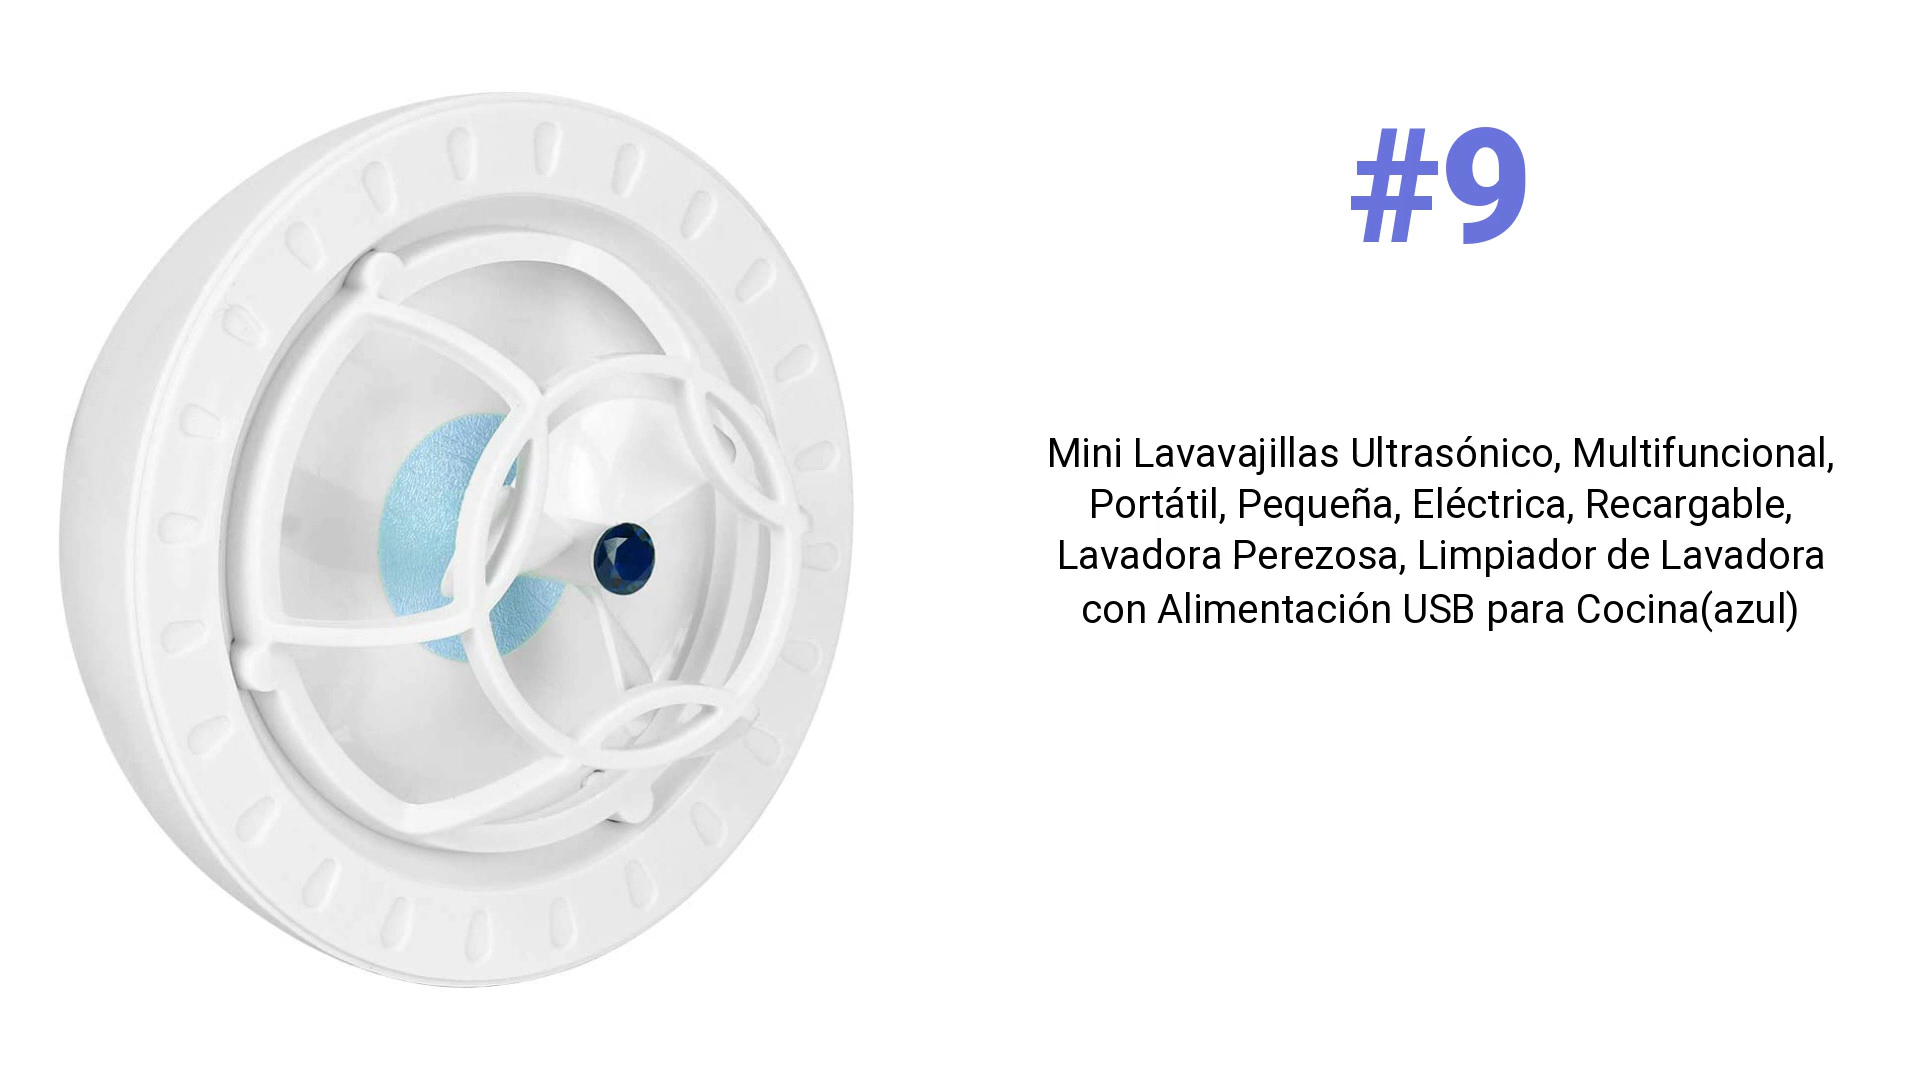 #9
Mini Lavavajillas Ultrasónico, Multifuncional,
Portátil, Pequeña, Eléctrica, Recargable,
Lavadora Perezosa, Limpiador de Lavadora
con Alimentación USB para Cocina(azul)